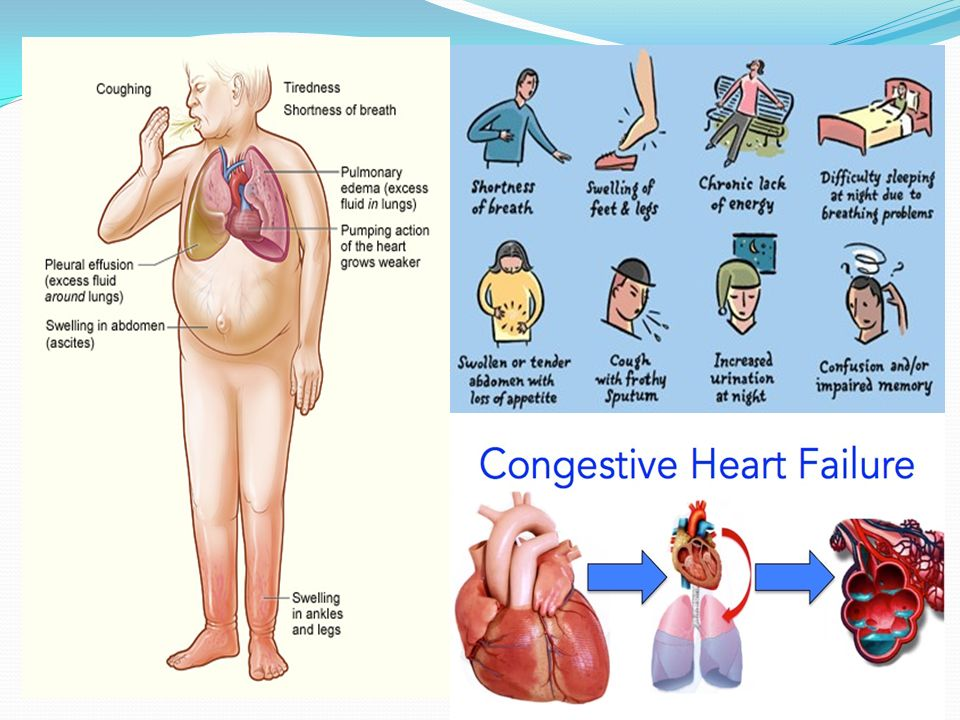 Coughing
Tiredness
Shortness of breath
Pulmonary
edema (excess
fluid in lungs)
Pumping action
of the heart
grows weaker
Pleural effusion
(excess fluid
around lungs)
Swelling in abdomen
(ascites)
Swelling
in ankles
and legs
Shortness
of breath
Swelling of
feet & legs
Chronic lack
of energy
Difficulty sleeping
at night due to
breathing problems
Swollen or tender
abdomen with
loss of appetite
Cough
with frothy
Sputum
Increased
urination
at night
Confusion and/or
impaired memory
Congestive Heart Failure